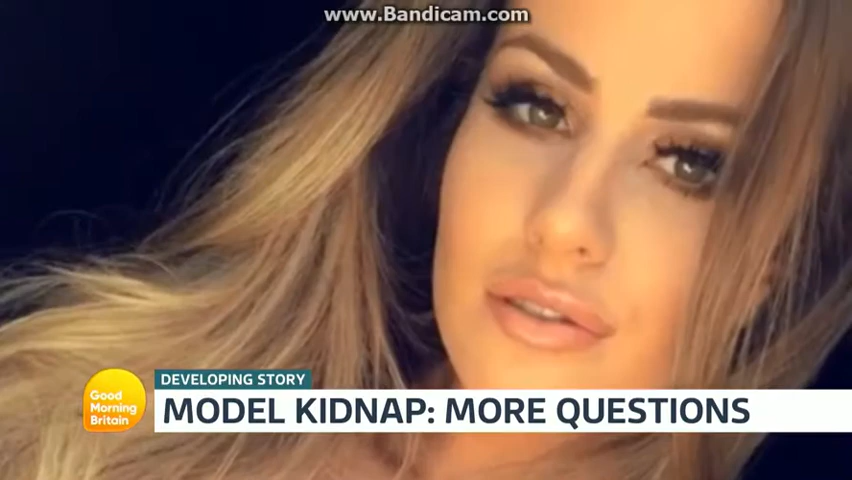 www.Bandicam.com
DEVELOPING STORY
Good
Morning
Britain
MODEL KIDNAP: MORE QUESTIONS